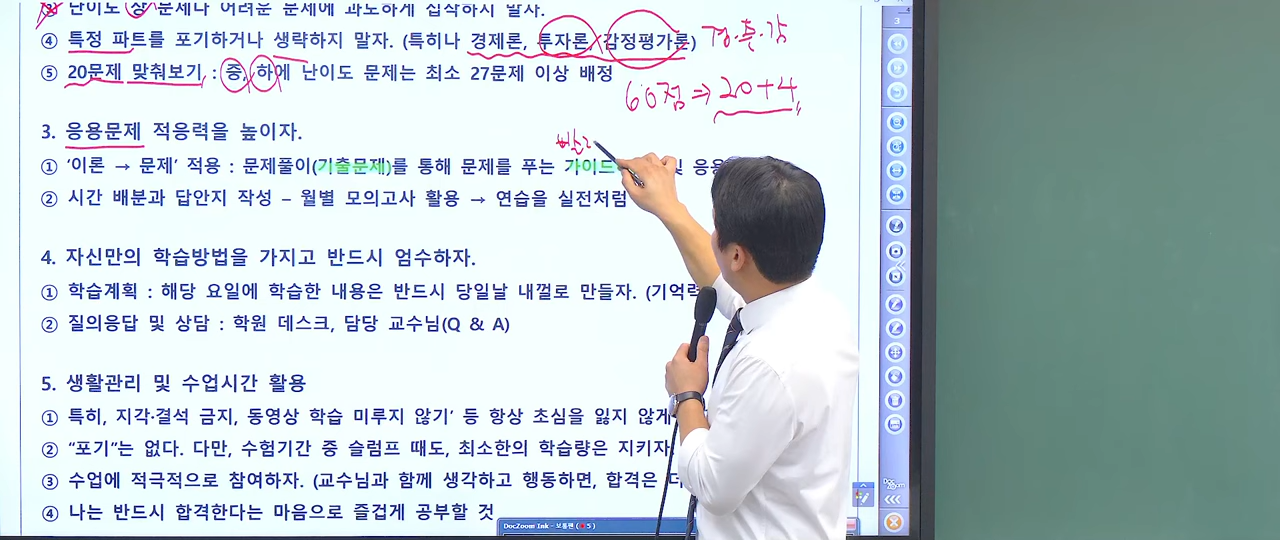 ③ 난이도 상 문제나 어려운 문제에 과도하게 집착하지 말자.
④ 특정 파트를 포기하거나 생략하지 말자. (특히나 경제론, 투자론, 감정평가론)
⑤ 20문제 맞춰보기 : 중, 하에 난이도 문제는 최소 27문제 이상 배정
60점 ⇒ 20+4
3. 응용문제 적응력을 높이자.
① ‘이론 → 문제’ 적용 : 문제풀이(기출문제)를 통해 문제를 푸는 가이드 및 응용
② 시간 배분과 답안지 작성 – 월별 모의고사 활용 → 연습을 실전처럼
4. 자신만의 학습방법을 가지고 반드시 엄수하자.
① 학습계획 : 해당 요일에 학습한 내용은 반드시 당일날 내껄로 만들자. (기억력
② 질의응답 및 상담 : 학원 데스크, 담당 교수님(Q & A)
5. 생활관리 및 수업시간 활용
① 특히, 지각·결석 금지, 동영상 학습 미루지 않기’ 등 항상 초심을 잃지 않게
② “포기”는 없다. 다만, 수험기간 중 슬럼프 때도, 최소한의 학습량은 지키자
③ 수업에 적극적으로 참여하자. (교수님과 함께 생각하고 행동하면, 합격은
④ 나는 반드시 합격한다는 마음으로 즐겁게 공부할 것
DocZoom Ink - 보통펜 ( 5 )
3